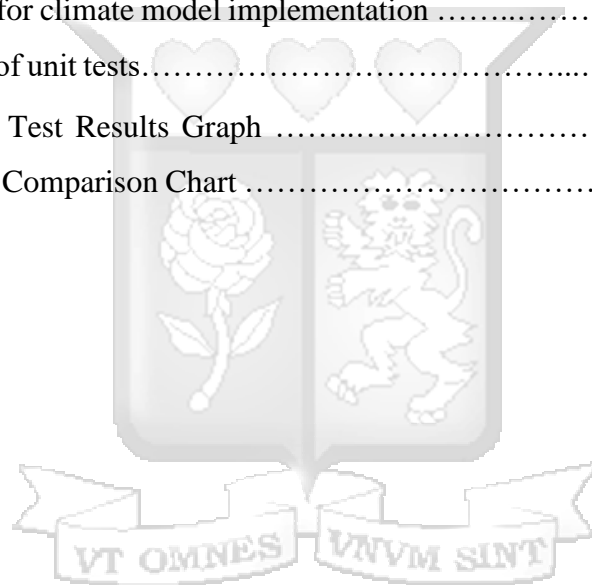 for climate model implementation ……..……
of unit tests…………………………………...…
Test Results Graph ……..……………………
Comparison Chart ………………………………
VT OMNES VNVM SINT